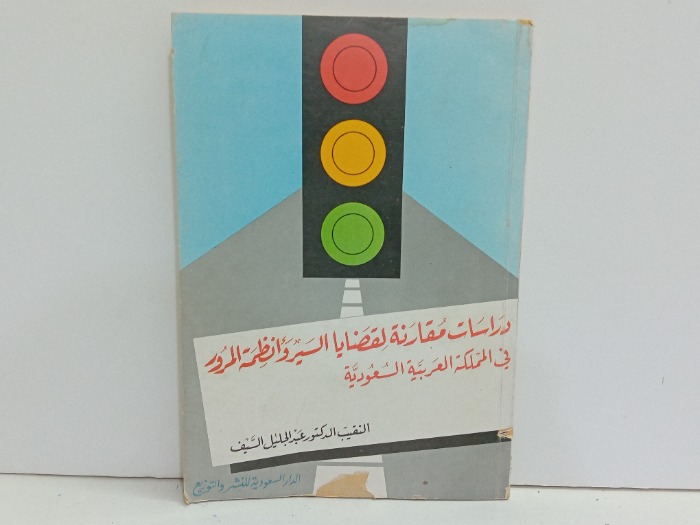 دراسات مقارنة لقضايا السير وأنظمة المرور
في المملكة العربية السعودية
النقيب الدكتور عبد الجليل السيف
الدار السعودية للنشر والتوزيع